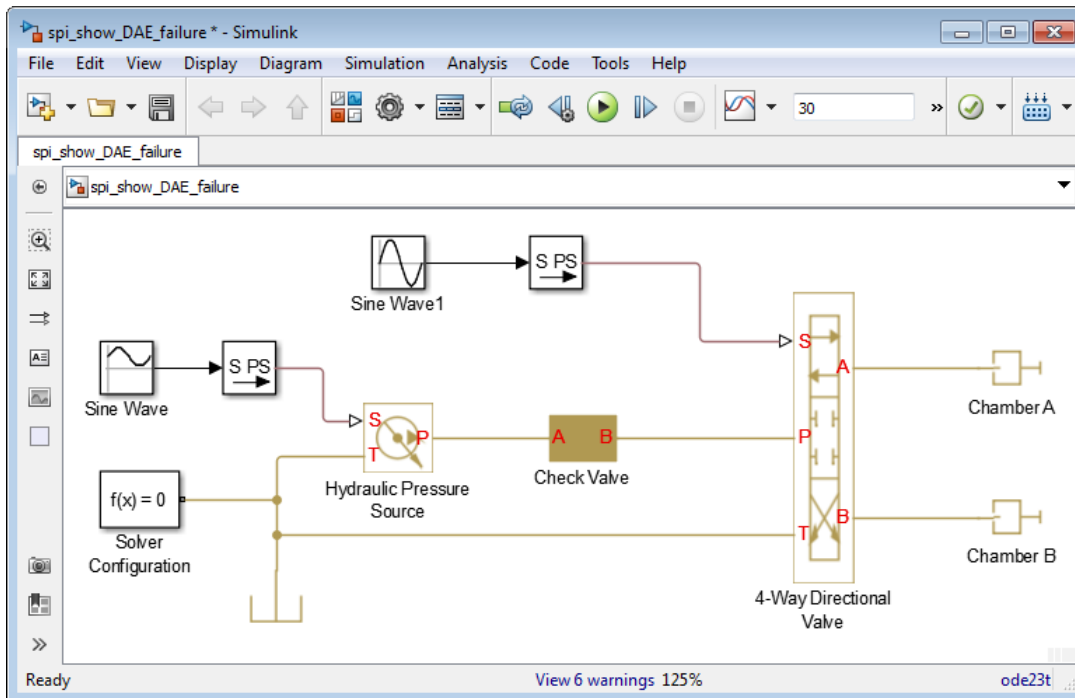 spi_show_DAE_failure * - Simulink
File Edit View Display Diagram Simulation Analysis Code Tools Help
30
»
spi_show_DAE_failure
spi_show_DAE_failure
Sine Wave1
S PS
Sine Wave
S PS
S
T
P
Hydraulic Pressure
Source
A
B
Check Valve
S
A
P
B
T
4-Way Directional
Valve
Chamber A
Chamber B
f(x) = 0
Solver
Configuration
Ready
View 6 warnings
125%
ode23t